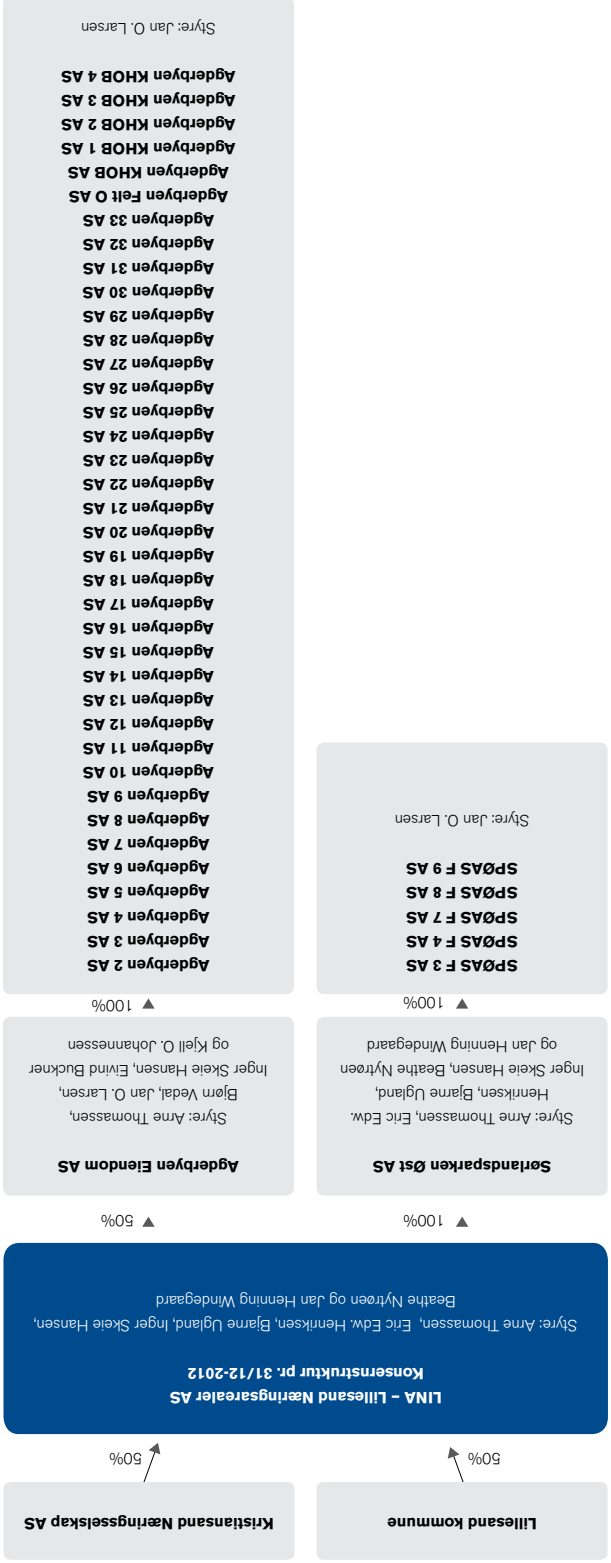 Lillesand kommune
Kristiansand Næringsselskap AS
50%
50%
LINA – Lillesand Næringsarealer AS
Konsernstruktur pr. 31/12-2012
Styre: Arne Thomassen, Eric Edw. Henriksen, Bjarne Ugland, Inger Skeie Hansen,
Beathe Nytrøen og Jan Henning Windegaard
100%
50%
Sørlandsparken Øst AS
Styre: Arne Thomassen, Eric Edw.
Henriksen, Bjarne Ugland,
Inger Skeie Hansen, Beathe Nytrøen
og Jan Henning Windegaard
Agderbyen Eiendom AS
Styre: Arne Thomassen,
Bjørn Vedal, Jan O. Larsen,
Inger Skeie Hansen, Eivind Buckner
og Kjell O. Johannessen
100%
100%
SPØAS F 3 AS
SPØAS F 4 AS
SPØAS F 7 AS
SPØAS F 8 AS
SPØAS F 9 AS
Styre: Jan O. Larsen
Agderbyen 2 AS
Agderbyen 3 AS
Agderbyen 4 AS
Agderbyen 5 AS
Agderbyen 6 AS
Agderbyen 7 AS
Agderbyen 8 AS
Agderbyen 9 AS
Agderbyen 10 AS
Agderbyen 11 AS
Agderbyen 12 AS
Agderbyen 13 AS
Agderbyen 14 AS
Agderbyen 15 AS
Agderbyen 16 AS
Agderbyen 17 AS
Agderbyen 18 AS
Agderbyen 19 AS
Agderbyen 20 AS
Agderbyen 21 AS
Agderbyen 22 AS
Agderbyen 23 AS
Agderbyen 24 AS
Agderbyen 25 AS
Agderbyen 26 AS
Agderbyen 27 AS
Agderbyen 28 AS
Agderbyen 29 AS
Agderbyen 30 AS
Agderbyen 31 AS
Agderbyen 32 AS
Agderbyen 33 AS
Agderbyen Felt O AS
Agderbyen KHOB AS
Agderbyen KHOB 1 AS
Agderbyen KHOB 2 AS
Agderbyen KHOB 3 AS
Agderbyen KHOB 4 AS
Styre: Jan O. Larsen